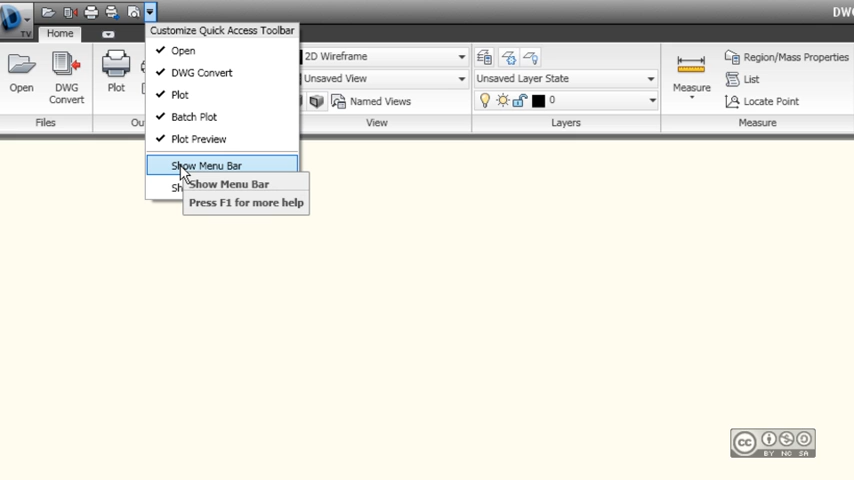 DWG
TV
Home
Customize Quick Access Toolbar
Open
DWG Convert
Plot
Batch Plot
Plot Preview
Show Menu Bar
Sh
Show Menu Bar
Press F1 for more help
Open
DWG
Convert
Files
Plot
Ou
2D Wireframe
Unsaved View
Named Views
View
Unsaved Layer State
0
Layers
Measure
Region/Mass Properties
List
Locate Point
Measure
cc
BY NC SA